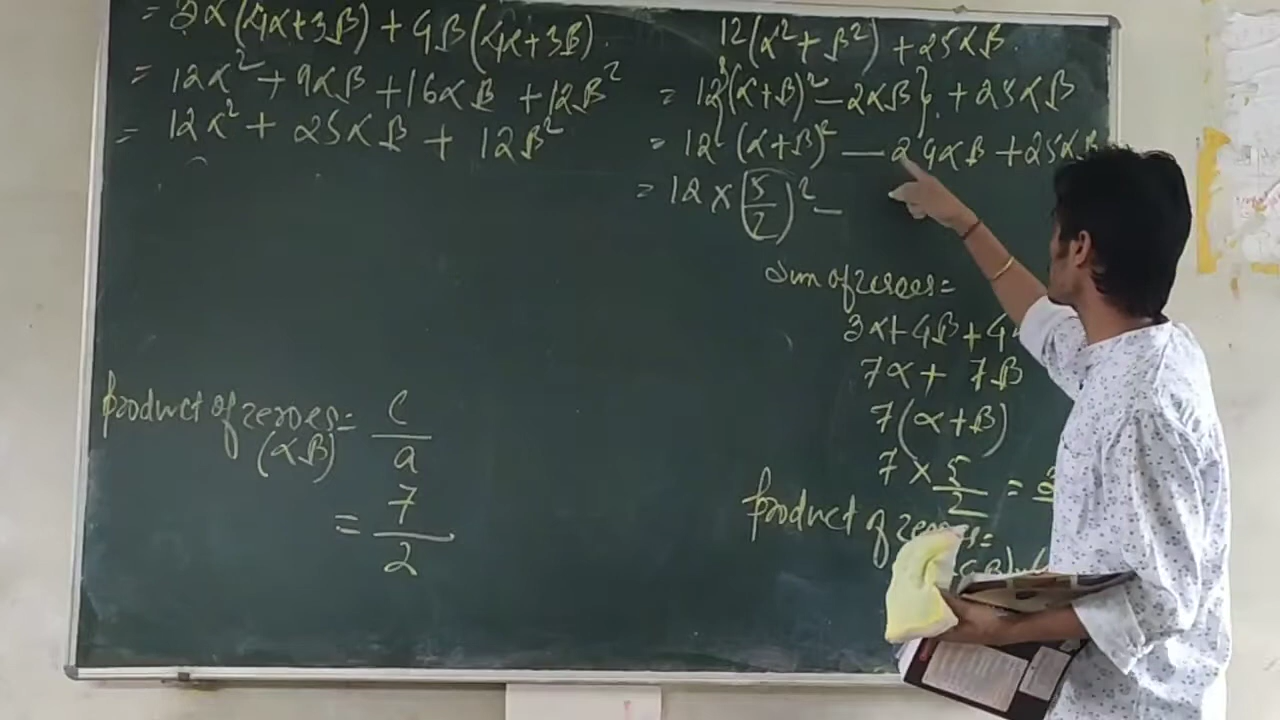 = 3α(4α+3β) + 4β(4α+3β).
= 12α² + 9αβ + 16αβ + 12β²
= 12α² + 25αβ + 12β²
product of zeroes = c/a
(αβ)
= 7/2
12(α² + β²) + 25αβ.
= 12{(α+β)² − 2αβ}. + 25αβ
= 12 (α+β)² − 24αβ + 25αβ
= 12 × (5/2)² −
Sum of zeroes =
3α + 4β + 4
7α + 7β
7(α + β)
7 × 5/2 =
product of zeroes =